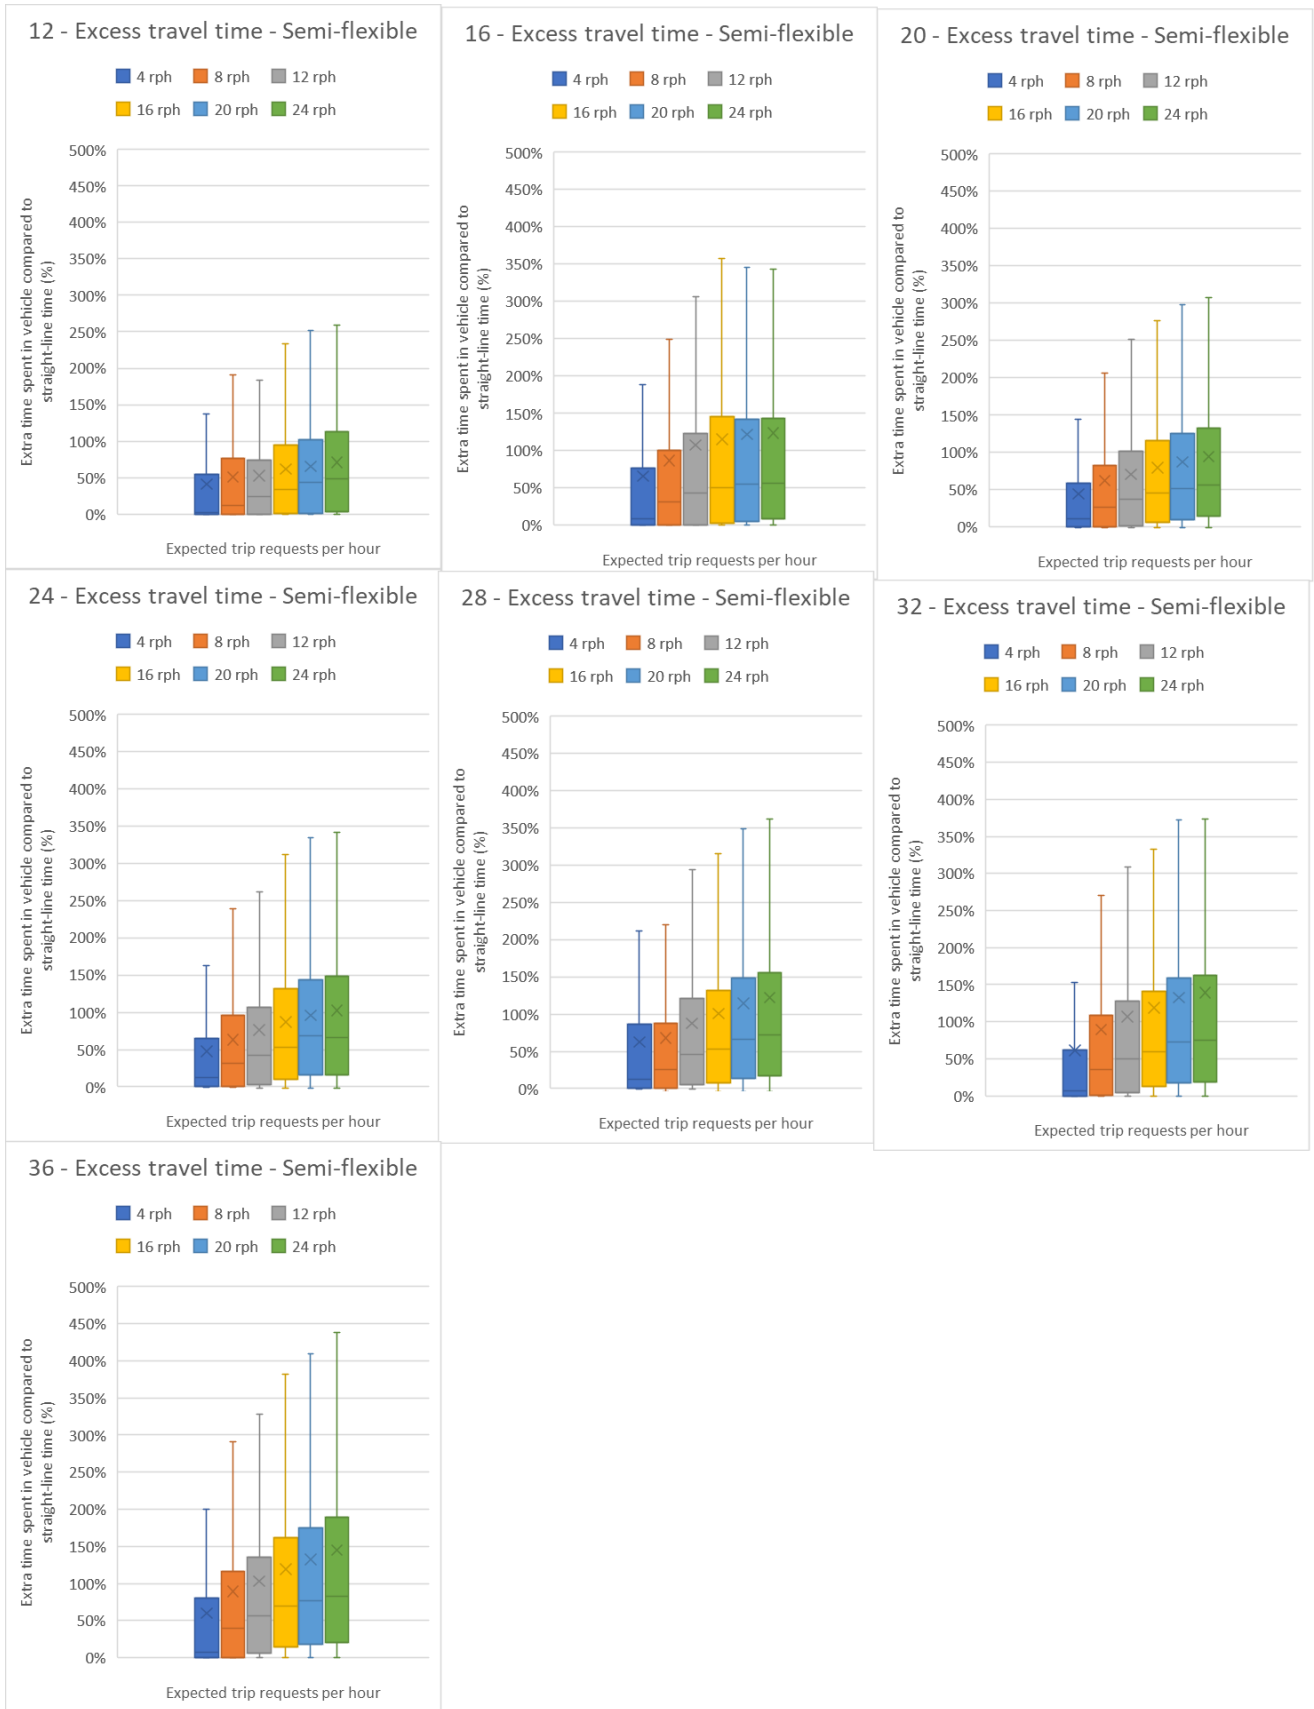 12 - Excess travel time - Semi-flexible
4 rph 8 rph 12 rph
16 rph 20 rph 24 rph
Extra time spent in vehicle compared to
straight-line time (%)
500%
450%
400%
350%
300%
250%
200%
150%
100%
50%
0%
Expected trip requests per hour
16 - Excess travel time - Semi-flexible
4 rph 8 rph 12 rph
16 rph 20 rph 24 rph
Extra time spent in vehicle compared to
straight-line time (%)
500%
450%
400%
350%
300%
250%
200%
150%
100%
50%
0%
Expected trip requests per hour
20 - Excess travel time - Semi-flexible
4 rph 8 rph 12 rph
16 rph 20 rph 24 rph
Extra time spent in vehicle compared to
straight-line time (%)
500%
450%
400%
350%
300%
250%
200%
150%
100%
50%
0%
Expected trip requests per hour
24 - Excess travel time - Semi-flexible
4 rph 8 rph 12 rph
16 rph 20 rph 24 rph
Extra time spent in vehicle compared to
straight-line time (%)
500%
450%
400%
350%
300%
250%
200%
150%
100%
50%
0%
Expected trip requests per hour
28 - Excess travel time - Semi-flexible
4 rph 8 rph 12 rph
16 rph 20 rph 24 rph
Extra time spent in vehicle compared to
straight-line time (%)
500%
450%
400%
350%
300%
250%
200%
150%
100%
50%
0%
Expected trip requests per hour
32 - Excess travel time - Semi-flexible
4 rph 8 rph 12 rph
16 rph 20 rph 24 rph
Extra time spent in vehicle compared to
straight-line time (%)
500%
450%
400%
350%
300%
250%
200%
150%
100%
50%
0%
Expected trip requests per hour
36 - Excess travel time - Semi-flexible
4 rph 8 rph 12 rph
16 rph 20 rph 24 rph
Extra time spent in vehicle compared to
straight-line time (%)
500%
450%
400%
350%
300%
250%
200%
150%
100%
50%
0%
Expected trip requests per hour